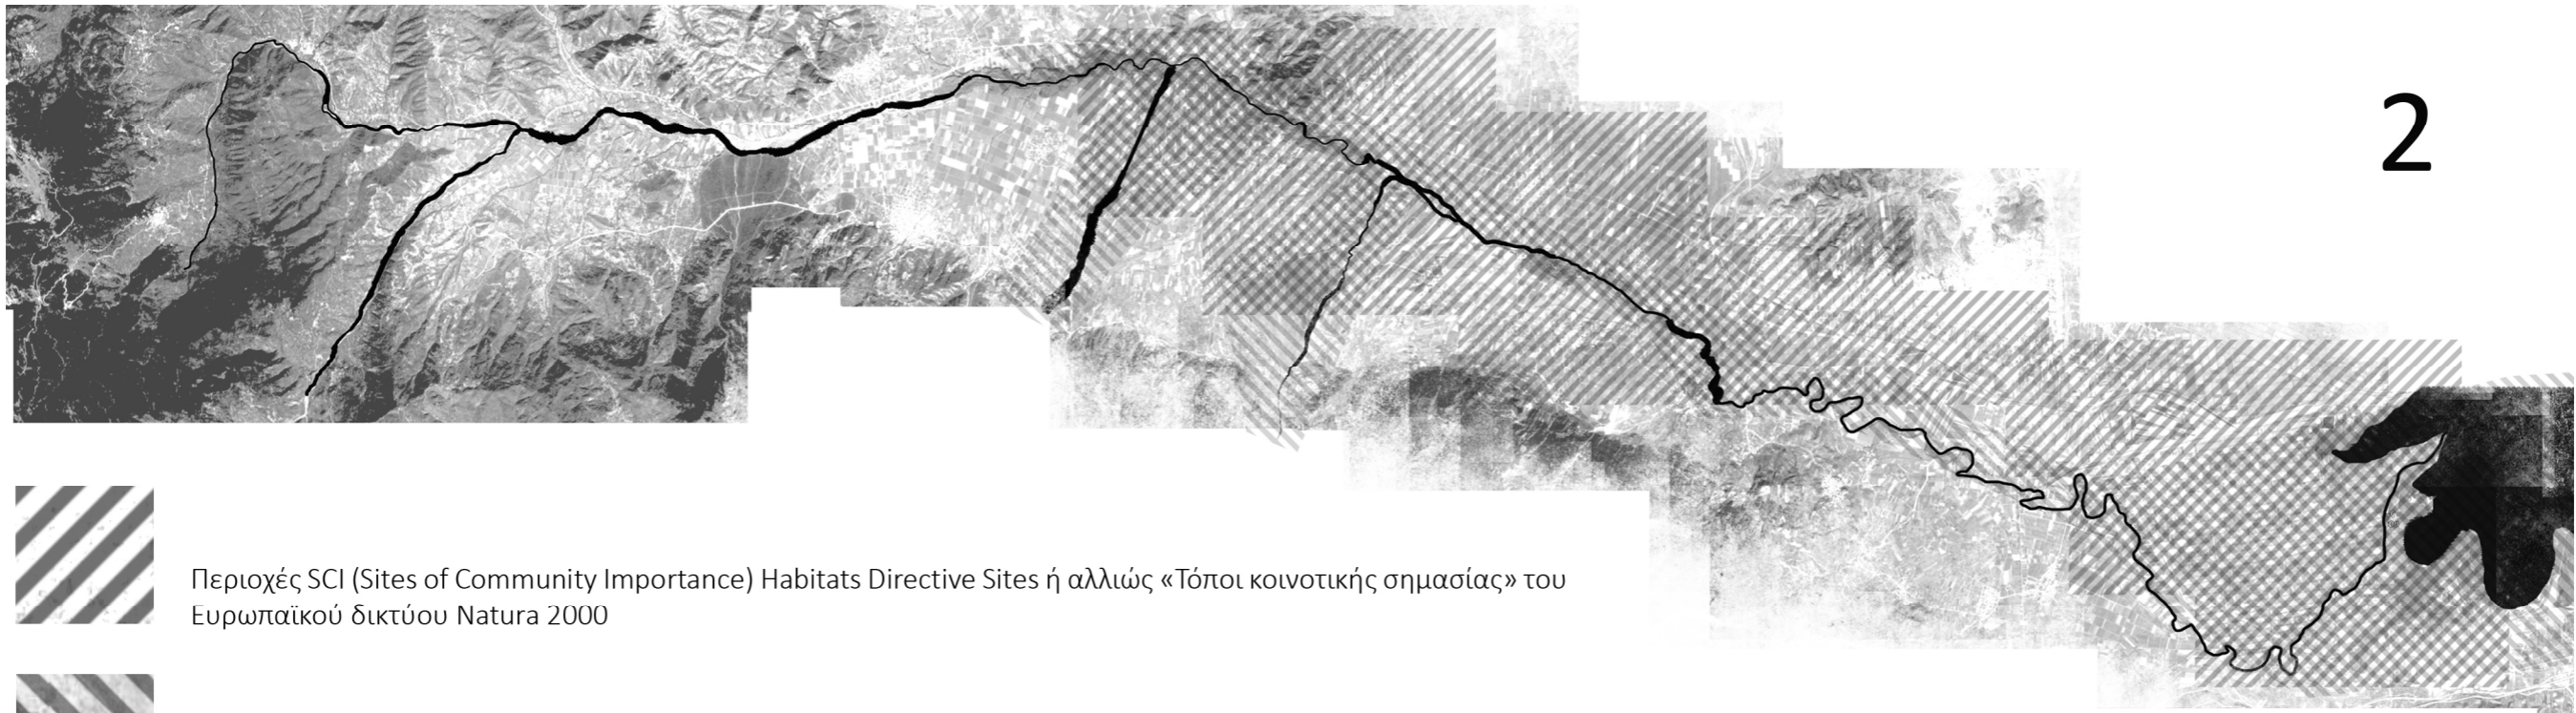 2
Περιοχές SCI (Sites of Community Importance) Habitats Directive Sites ή αλλιώς «Τόποι κοινοτικής σημασίας» του
Ευρωπαϊκού δικτύου Natura 2000